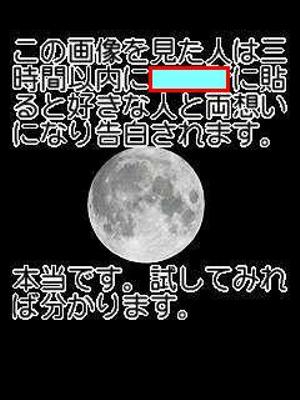 この画像を見た人は三
時間以内に に貼
ると好きな人と両想い
になり告白されます。
本当です。試してみれ
ば分かります。